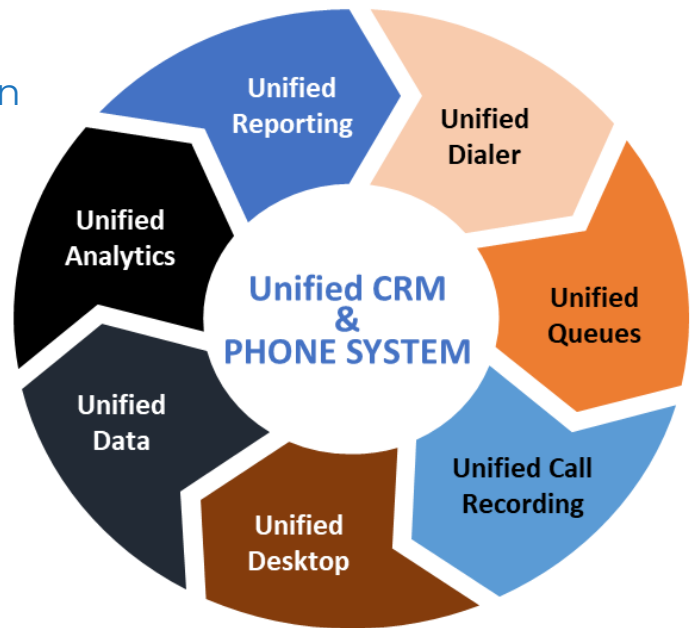 n
Unified
Reporting
Unified
Dialer
Unified
Queues
Unified Call
Recording
Unified
Desktop
Unified
Data
Unified
Analytics
Unified CRM
&
PHONE SYSTEM